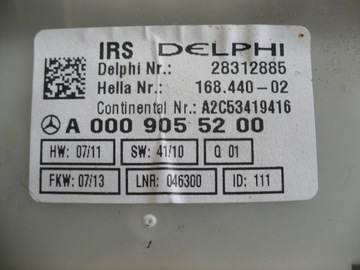 IRS DELPHI
Delphi Nr.: 28312885
Hella Nr.: 168.440-02
Continental Nr.: A2C53419416
A 000 905 52 00
HW: 07/11 SW: 41/10 Q 01
FKW: 07/13 LNR: 046300 ID: 111